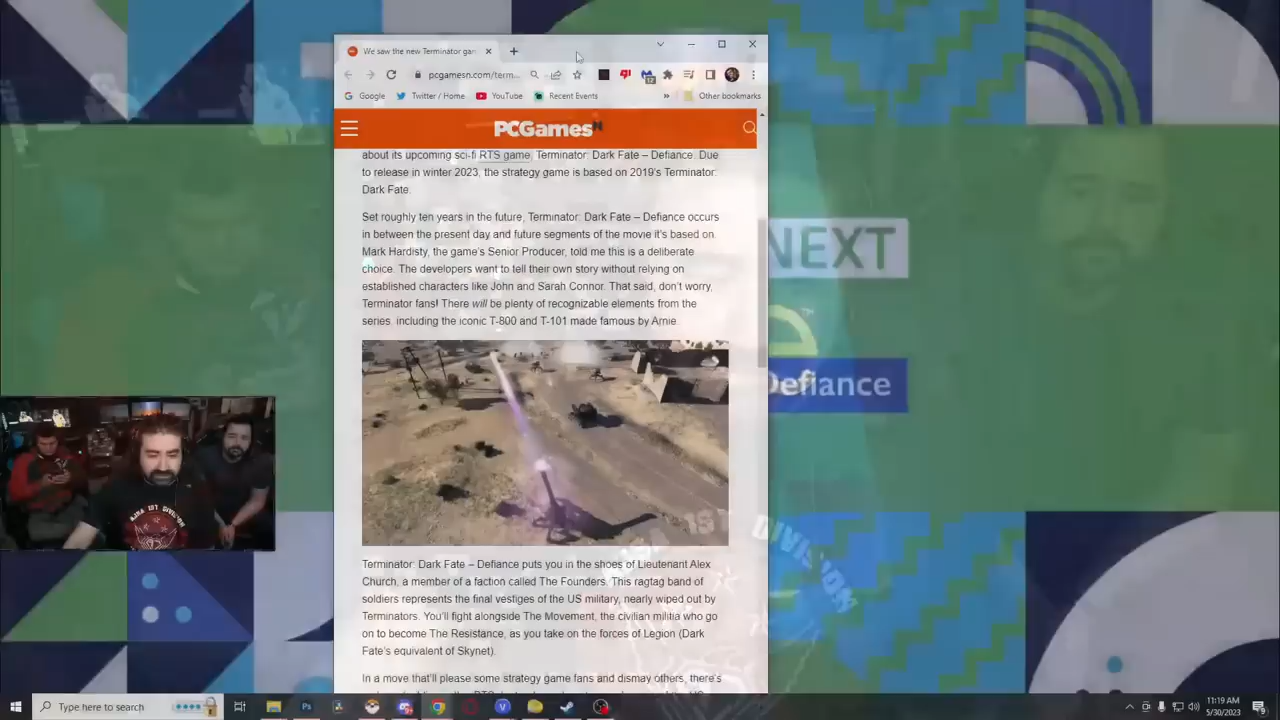 We saw the new Terminator gam
pcgamesn.com/term...
12
Google
Twitter / Home
YouTube
Recent Events
»
Other bookmarks
PCGamesN
about its upcoming sci-fi RTS game, Terminator: Dark Fate – Defiance. Due
to release in winter 2023, the strategy game is based on 2019's Terminator:
Dark Fate.
Set roughly ten years in the future, Terminator: Dark Fate – Defiance occurs
in between the present day and future segments of the movie it's based on.
Mark Hardisty, the game's Senior Producer, told me this is a deliberate
choice. The developers want to tell their own story without relying on
established characters like John and Sarah Connor. That said, don't worry,
Terminator fans! There will be plenty of recognizable elements from the
series, including the iconic T-800 and T-101 made famous by Arnie.
NEXT
Defiance
Terminator: Dark Fate – Defiance puts you in the shoes of Lieutenant Alex
Church, a member of a faction called The Founders. This ragtag band of
soldiers represents the final vestiges of the US military, nearly wiped out by
Terminators. You'll fight alongside The Movement, the civilian militia who go
on to become The Resistance, as you take on the forces of Legion (Dark
Fate's equivalent of Skynet).
In a move that'll please some strategy game fans and dismay others, there's
DIVISION
AJSA 101 DIVISION
Type here to search
11:19 AM
5/30/2023